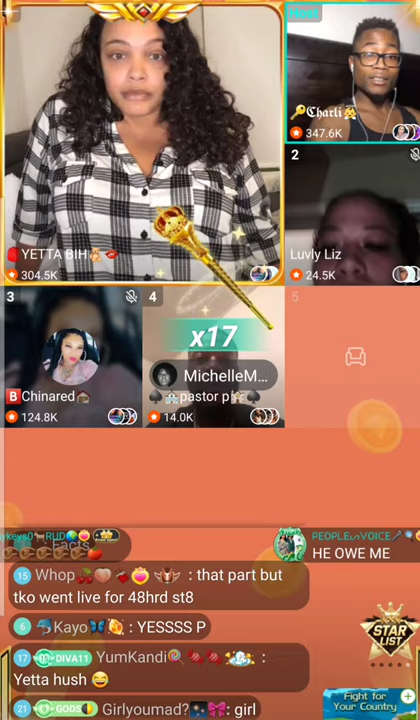 Host
🔑𝕮𝖍𝖆𝖗𝖑𝖎
347.6K
YETTA BIH
304.5K
2
Luvly Liz
24.5K
3
B Chinared
124.8K
4
x17
MichelleM...
pastor p
14.0K
5
Facts
PEOPLE VOICE
HE OWE ME
15 Whop : that part but
tko went live for 48hrd st8
6 Kayo : YESSSS P
17 DIVA11 YumKandi :
Yetta hush 😅
21 GODS Girlyoumad? : girl
STAR
LIST
Fight for
Your Country